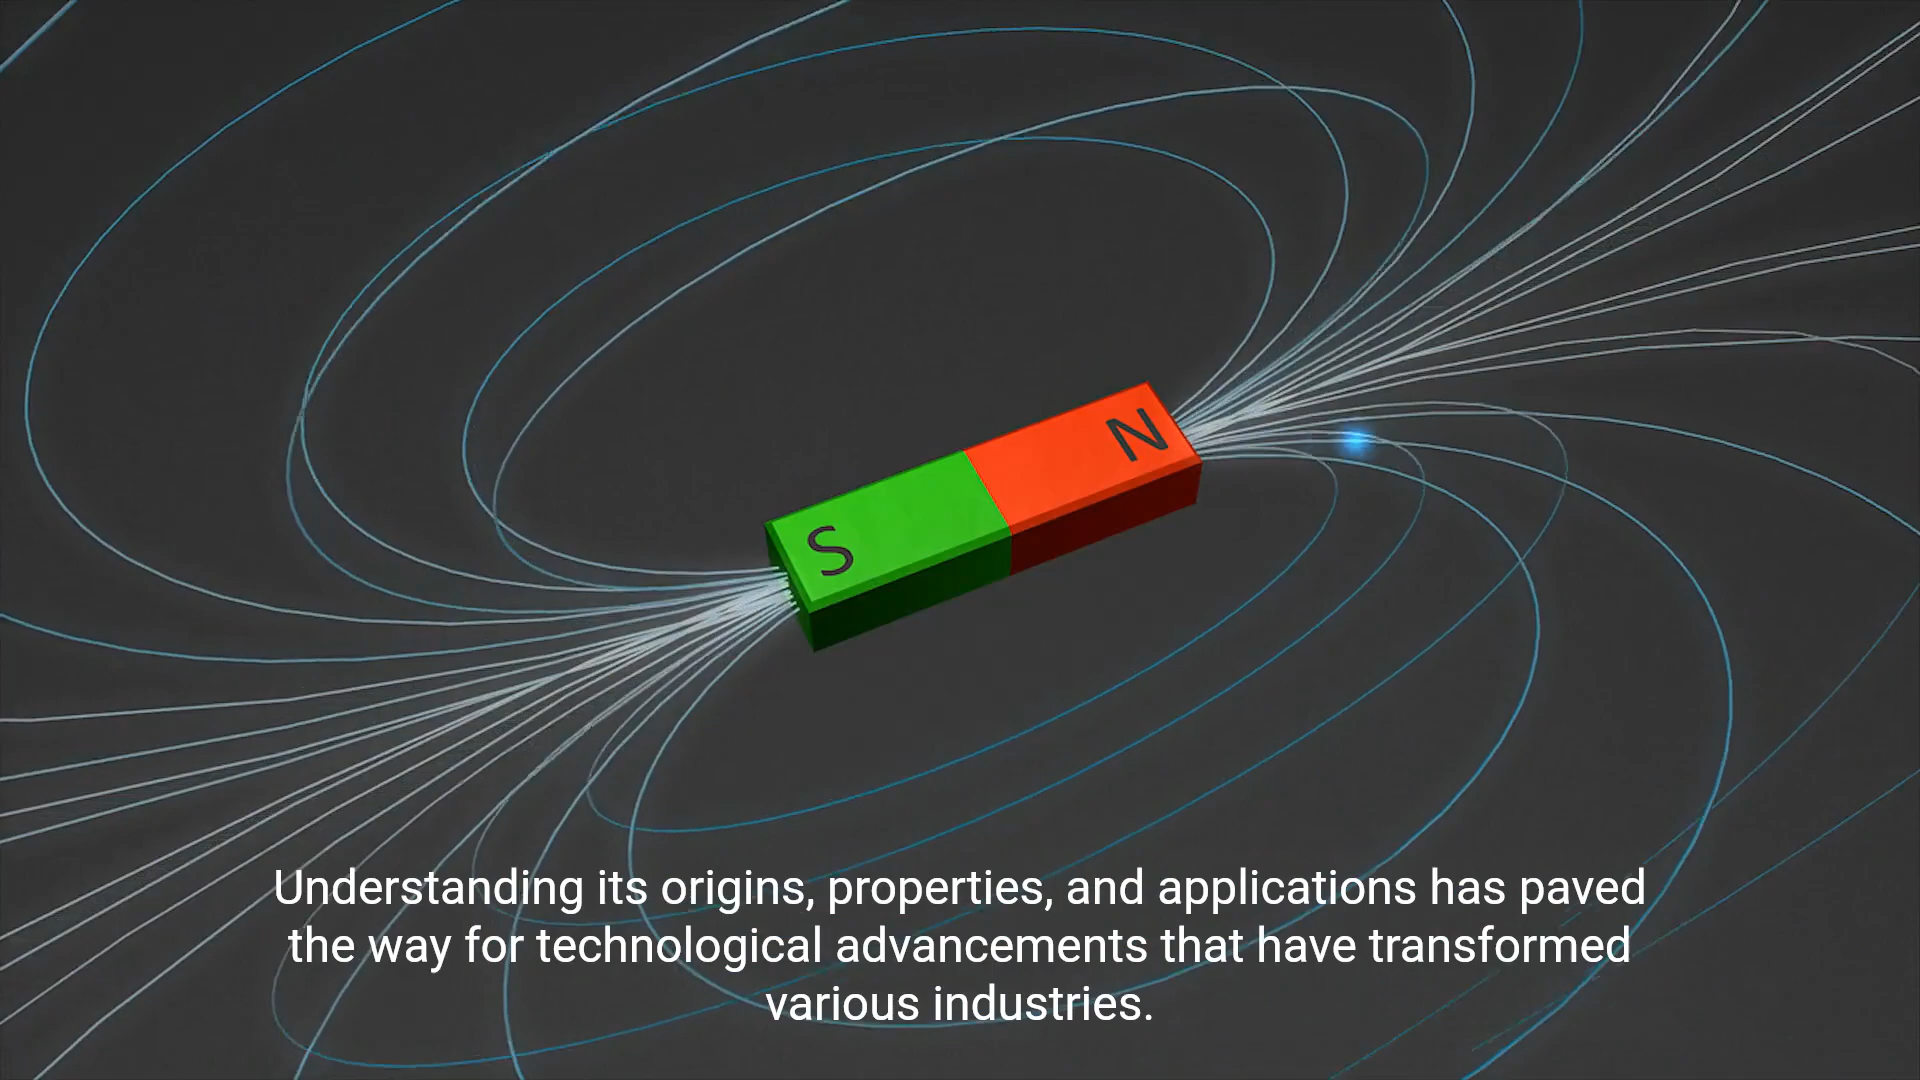 N
S
Understanding its origins, properties, and applications has paved
the way for technological advancements that have transformed
various industries.